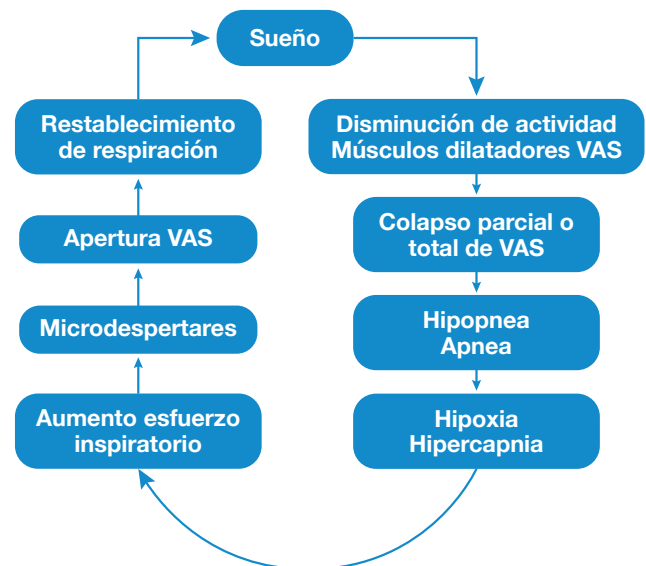 Sueño
Disminución de actividad
Músculos dilatadores VAS
Colapso parcial o
total de VAS
Hipopnea
Apnea
Hipoxia
Hipercapnia
Aumento esfuerzo
inspiratorio
Microdespertares
Apertura VAS
Restablecimiento
de respiración